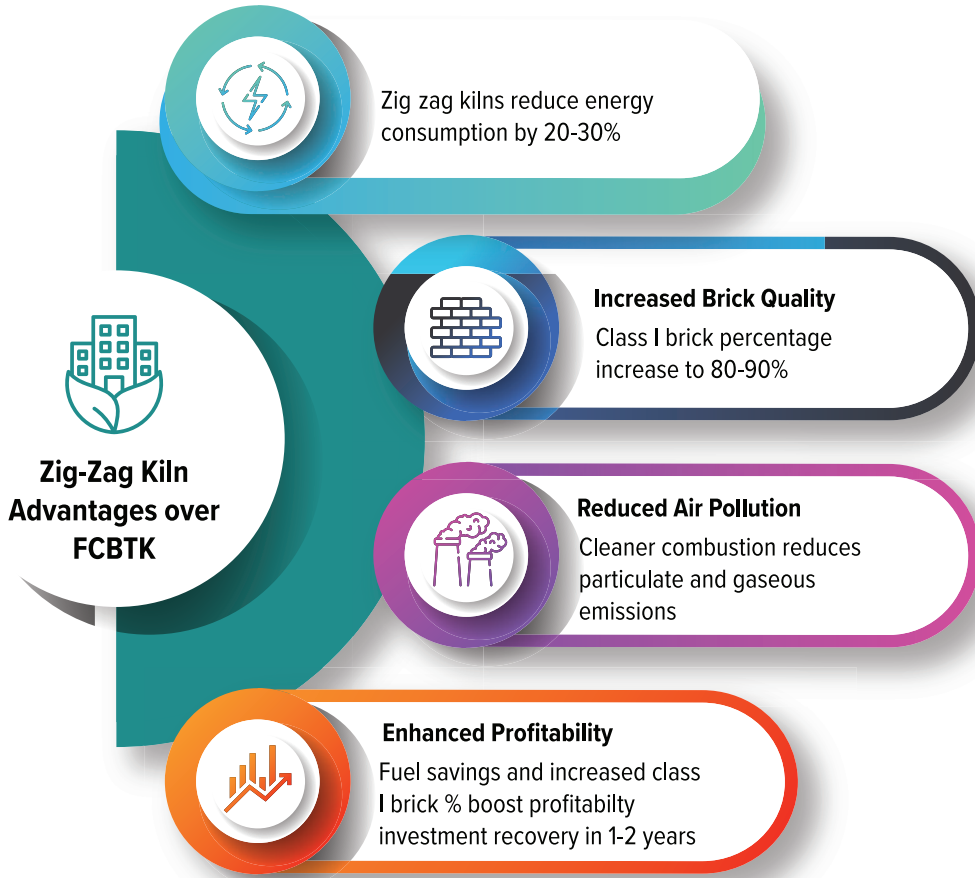 Zig zag kilns reduce energy
consumption by 20-30%
Increased Brick Quality
Class I brick percentage
increase to 80-90%
Zig-Zag Kiln
Advantages over
FCBTK
Reduced Air Pollution
Cleaner combustion reduces
particulate and gaseous
emissions
Enhanced Profitability
Fuel savings and increased class
I brick % boost profitabilty
investment recovery in 1-2 years